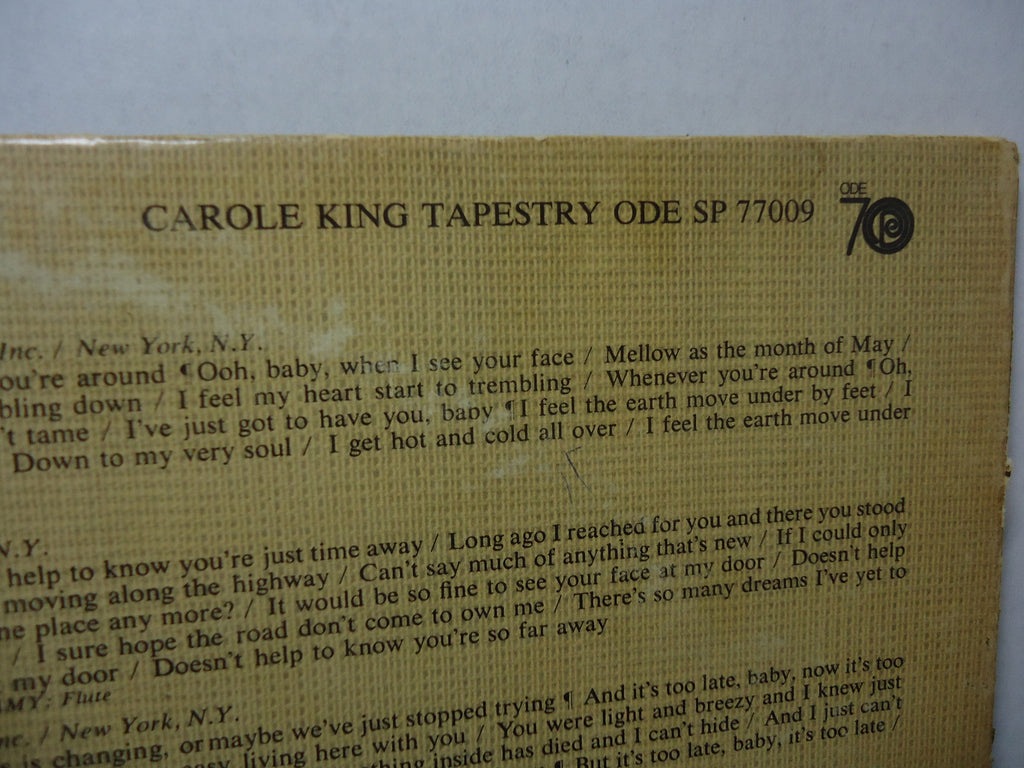 CAROLE KING TAPESTRY ODE SP 77009
ODE
70
Inc. / New York, N.Y.
ou're around ¶ Ooh, baby, when I see your face / Mellow as the month of May /
bling down / I feel my heart start to trembling / Whenever you're around ¶ Oh,
't tame / I've just got to have you, baby ¶ I feel the earth move under by feet / I
Down to my very soul / I get hot and cold all over / I feel the earth move under
N.Y.
help to know you're just time away / Long ago I reached for you and there you stood
moving along the highway / Can't say much of anything that's new / If I could only
ne place any more? / It would be so fine to see your face at my door / Doesn't help
/ I sure hope the road don't come to own me / There's so many dreams I've yet to
my door / Doesn't help to know you're so far away
MY: Flute
nc. / New York, N.Y.
s is changing, or maybe we've just stopped trying ¶ And it's too late, baby, now it's too
easy living here with you / You were light and breezy and I knew just
thing inside has died and I can't hide / And I just can't
¶ But it's too late, baby, it's too late /